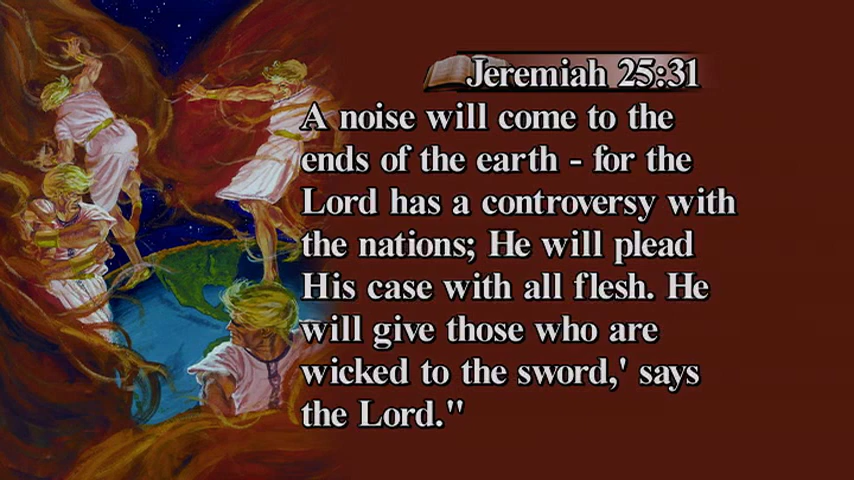 Jeremiah 25:31
A noise will come to the
ends of the earth - for the
Lord has a controversy with
the nations; He will plead
His case with all flesh. He
will give those who are
wicked to the sword,' says
the Lord."